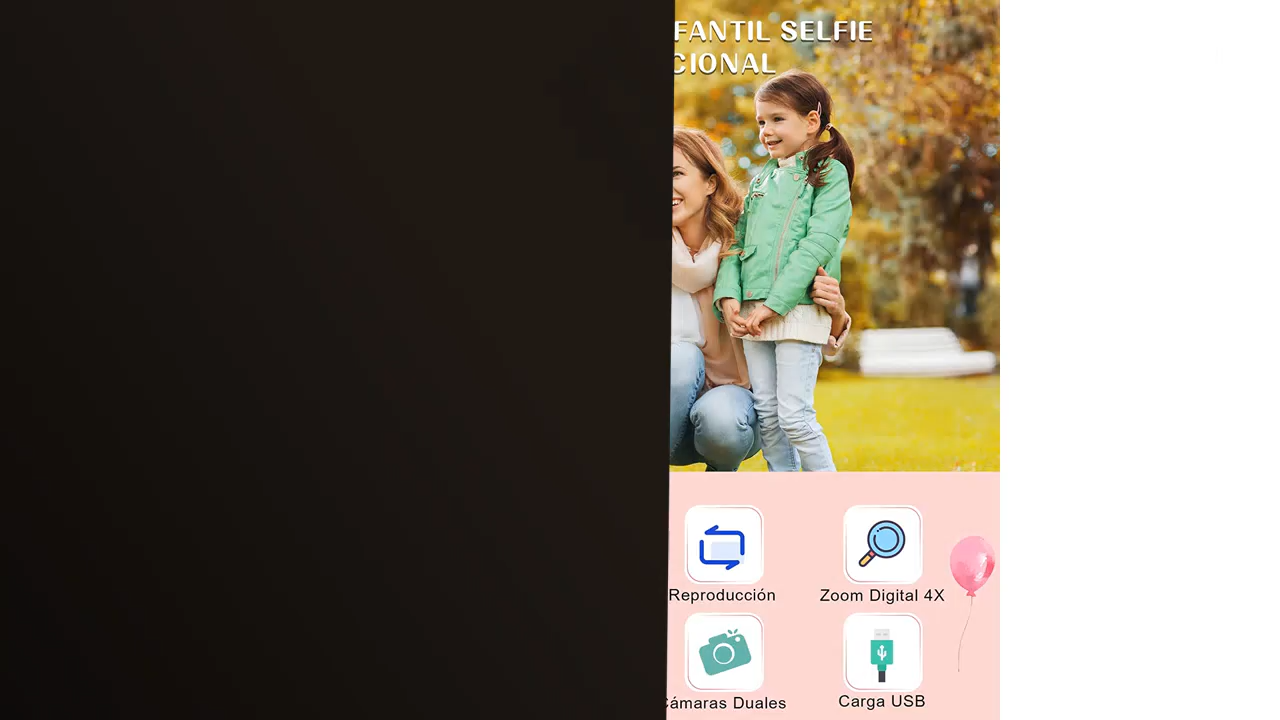 FANTIL SELFIE
CIONAL
Reproducción
Zoom Digital 4X
Cámaras Duales
Carga USB